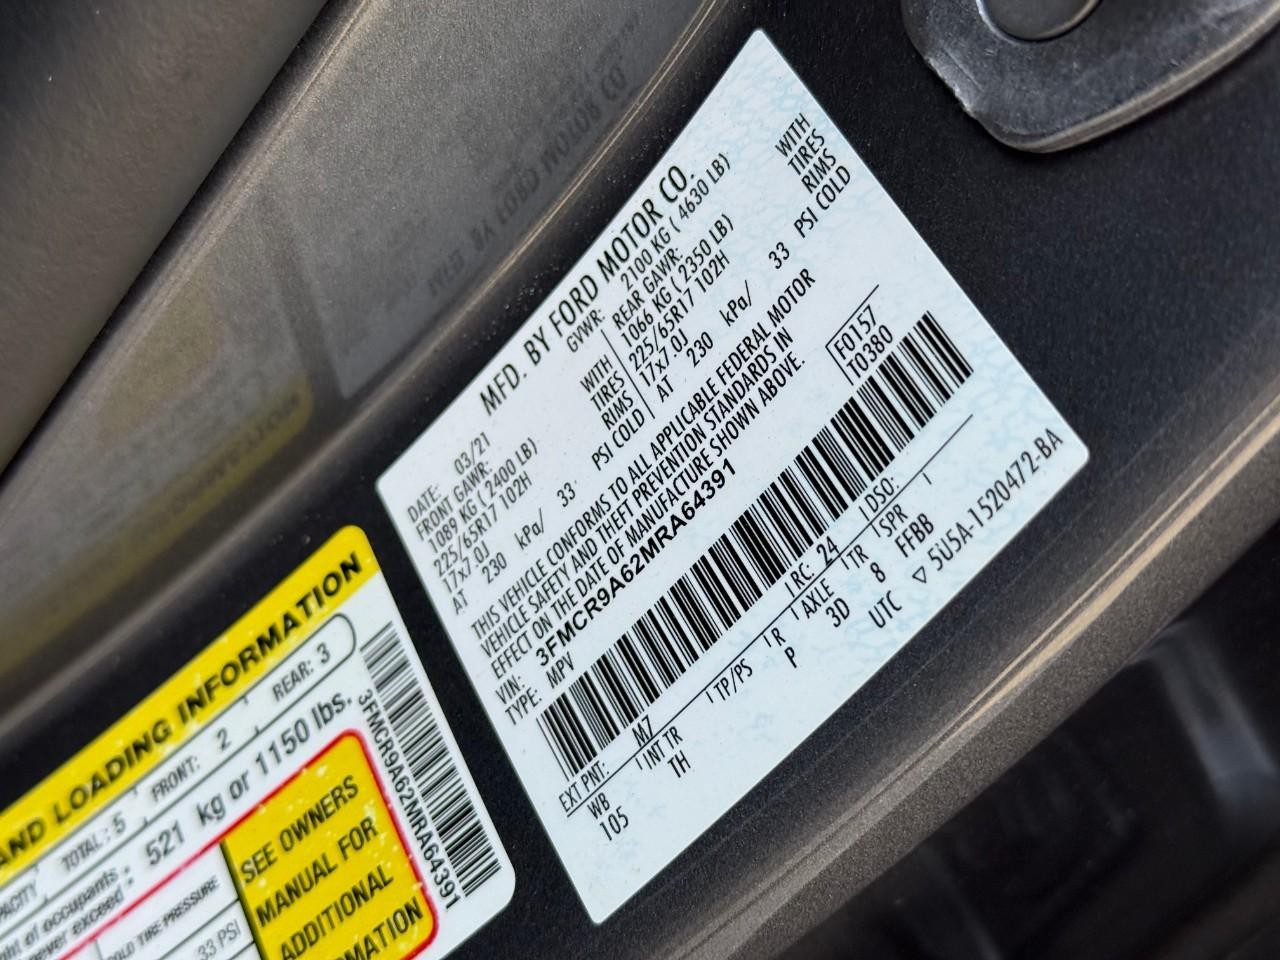 MFD. BY FORD MOTOR CO.
DATE: 03/21 GVWR: 2100 KG ( 4630 LB)
FRONT GAWR: REAR GAWR:
1089 KG ( 2400 LB) WITH 1066 KG ( 2350 LB) WITH
225/65R17 102H TIRES 225/65R17 102H TIRES
17x7.0J RIMS 17x7.0J RIMS
AT 230 kPa/ 33 PSI COLD AT 230 kPa/ 33 PSI COLD
THIS VEHICLE CONFORMS TO ALL APPLICABLE FEDERAL MOTOR
VEHICLE SAFETY AND THEFT PREVENTION STANDARDS IN
EFFECT ON THE DATE OF MANUFACTURE SHOWN ABOVE.
VIN: 3FMCR9A62MRA64391 F0157
TYPE: MPV T0380
EXT PNT: M7 RC: 24 DSO:
WB INT TR TP/PS R AXLE TR SPR
105 TH P 3D 8 FFBB
UTC ▽ 5U5A-1520472-BA
AND LOADING INFORMATION
TOTAL: 5 FRONT: 2 REAR: 3
of occupants : 521 kg or 1150 lbs.
never exceed :
TIRE PRESSURE
33 PSI
SEE OWNERS
MANUAL FOR
ADDITIONAL
3FMCR9A62MRA64391